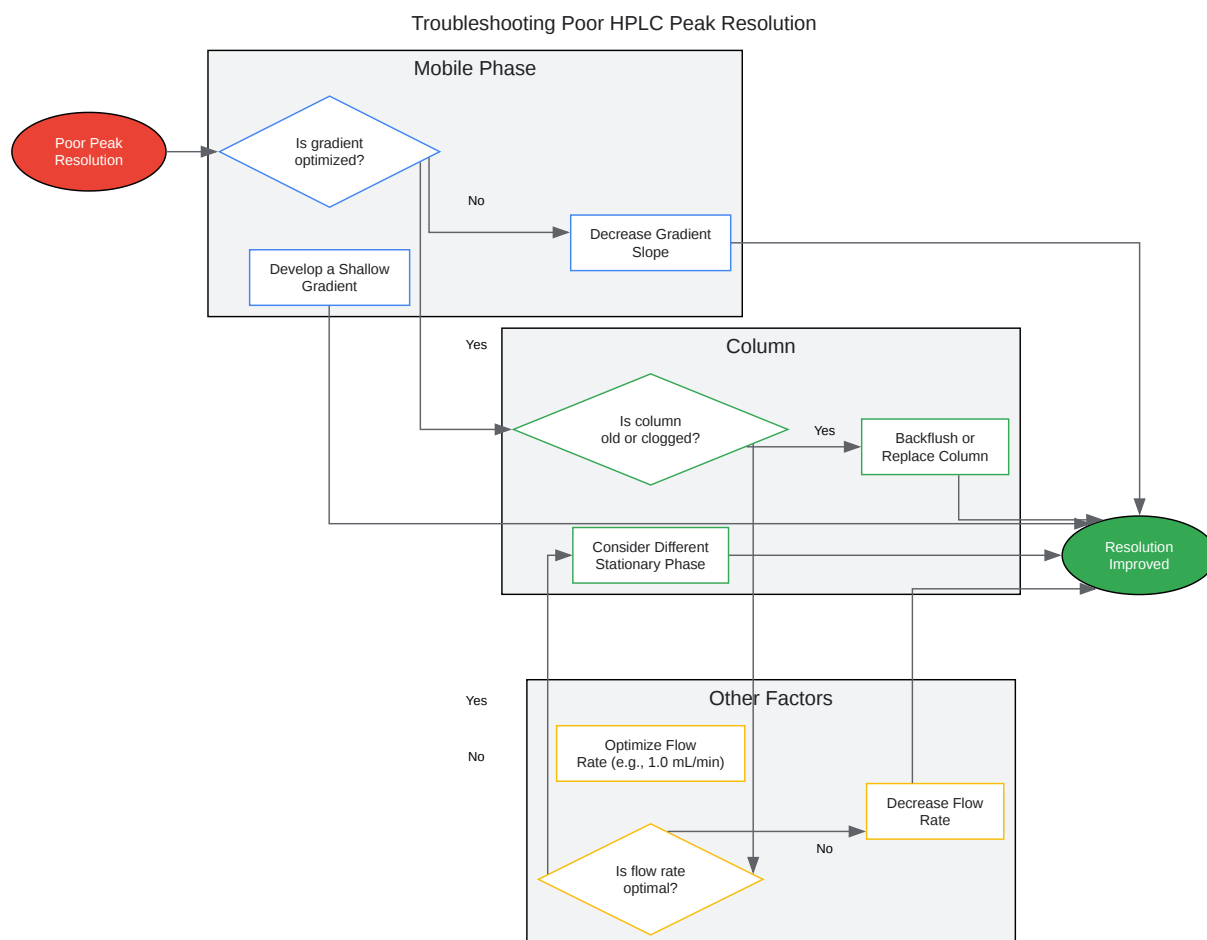 Troubleshooting Poor HPLC Peak Resolution
Mobile Phase
Poor Peak
Resolution
Is gradient
optimized?
No
Decrease Gradient
Slope
Develop a Shallow
Gradient
Yes
Column
Is column
old or clogged?
Yes
Backflush or
Replace Column
Consider Different
Stationary Phase
Resolution
Improved
Yes
No
Other Factors
Optimize Flow
Rate (e.g., 1.0 mL/min)
Decrease Flow
Rate
No
Is flow rate
optimal?